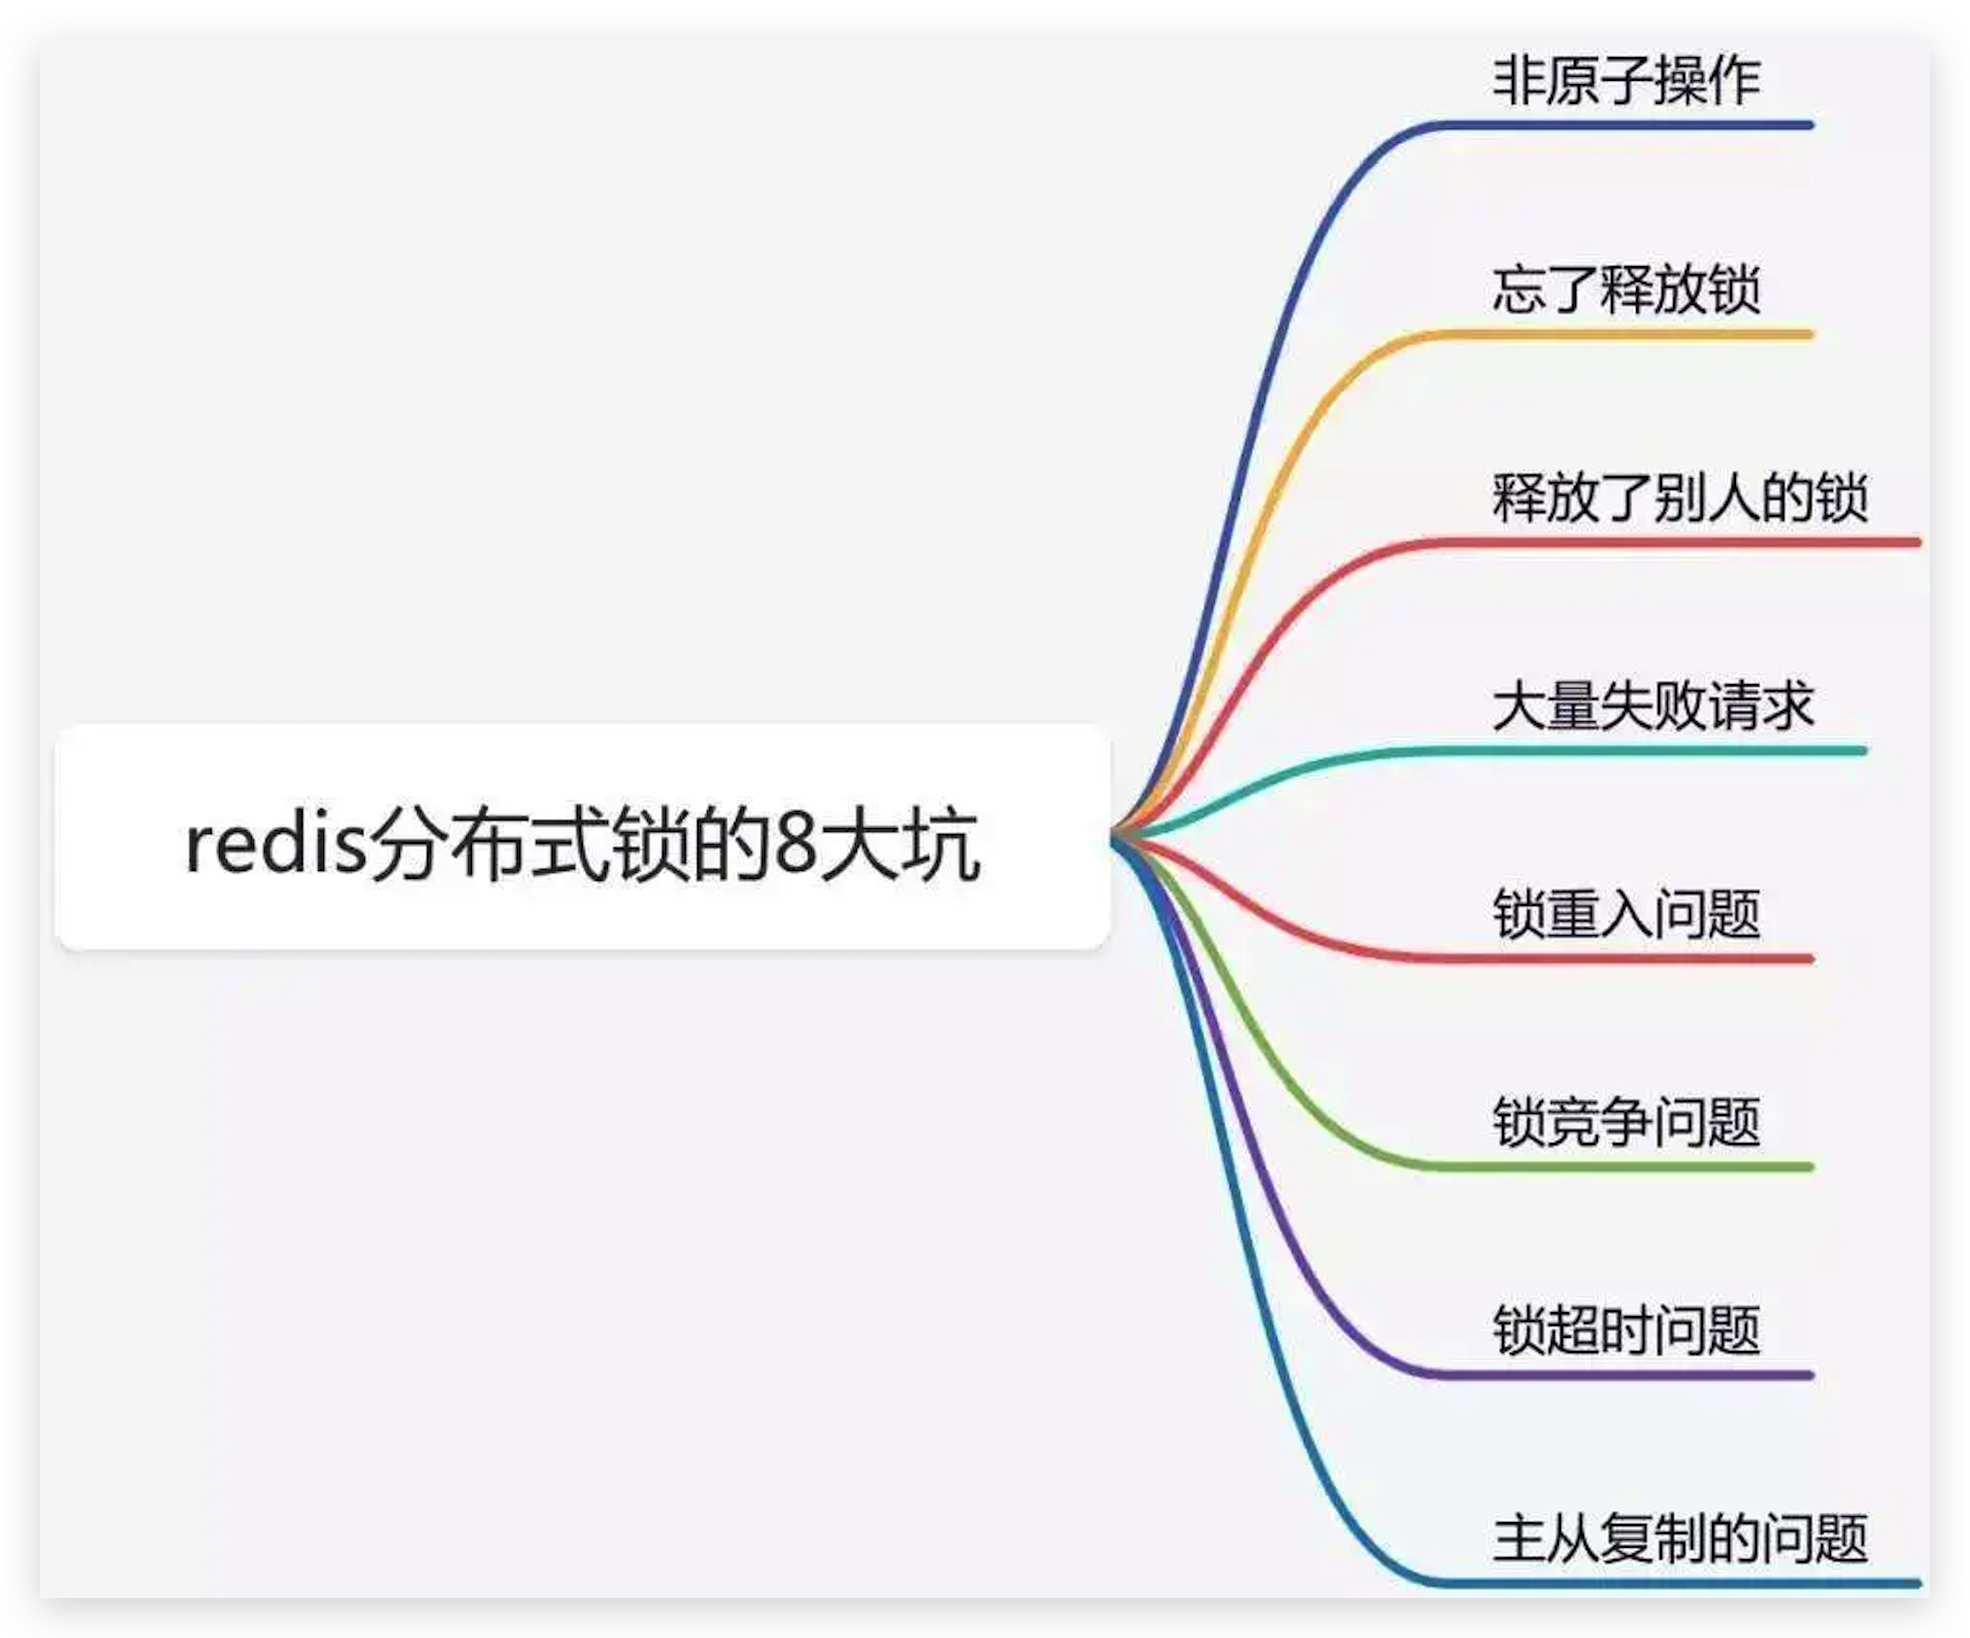 非原子操作
忘了释放锁
释放了别人的锁
大量失败请求
redis分布式锁的8大坑
锁重入问题
锁竞争问题
锁超时问题
主从复制的问题